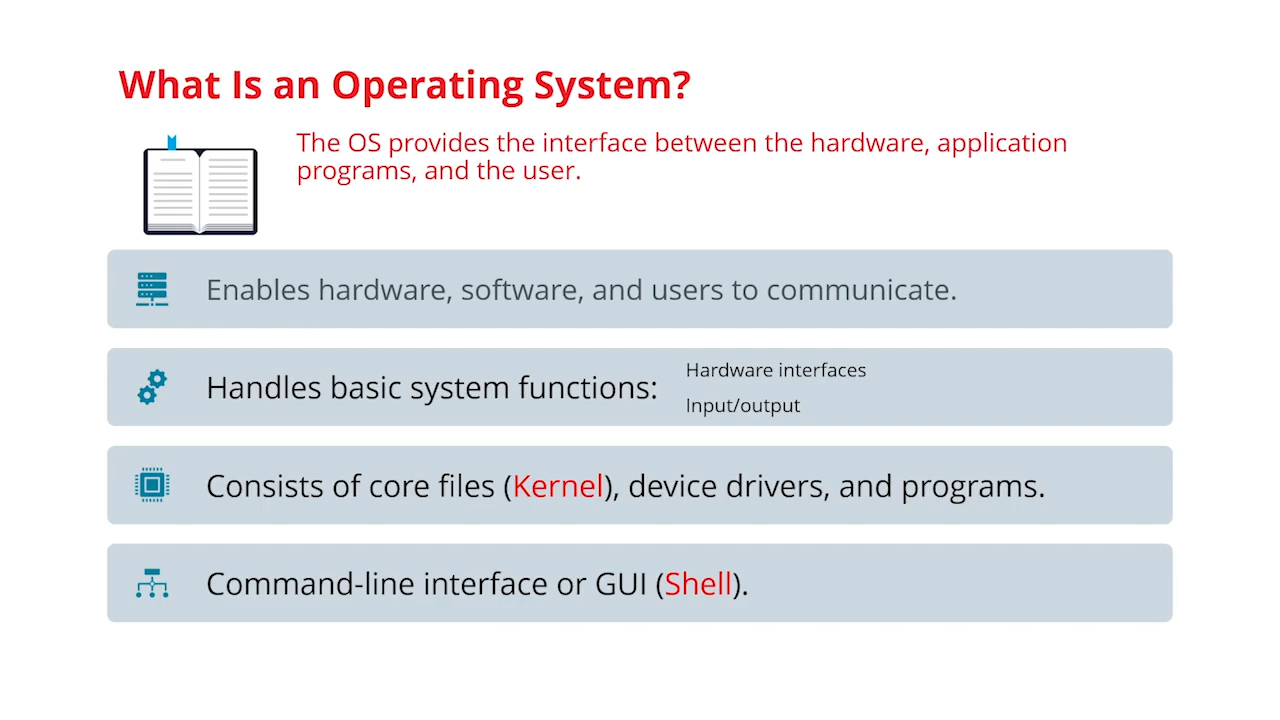 What Is an Operating System?
The OS provides the interface between the hardware, application
programs, and the user.
Enables hardware, software, and users to communicate.
Handles basic system functions:
Hardware interfaces
Input/output
Consists of core files (Kernel), device drivers, and programs.
Command-line interface or GUI (Shell).